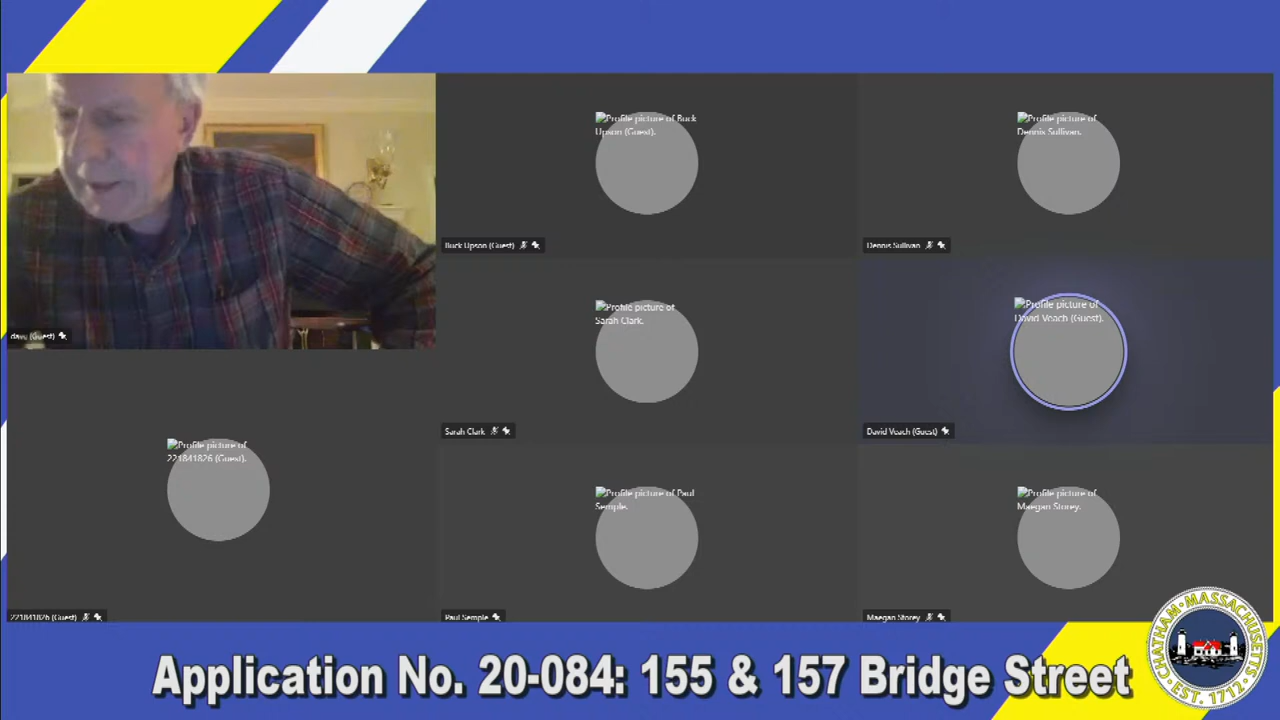 Profile picture of Buck
Upson (Guest).
Profile picture of
Dennis Sullivan.
Buck Upson (Guest)
Dennis Sullivan
Profile picture of
Sarah Clark.
Profile picture of
David Veach (Guest).
dave (Guest)
Sarah Clark
David Veach (Guest)
Profile picture of
221841826 (Guest).
Profile picture of Paul
Semple.
Profile picture of
Maegan Storey.
221841826 (Guest)
Paul Semple
Maegan Storey
Application No. 20-084: 155 & 157 Bridge Street
CHATHAM, MASSACHUSETTS
EST. 1712